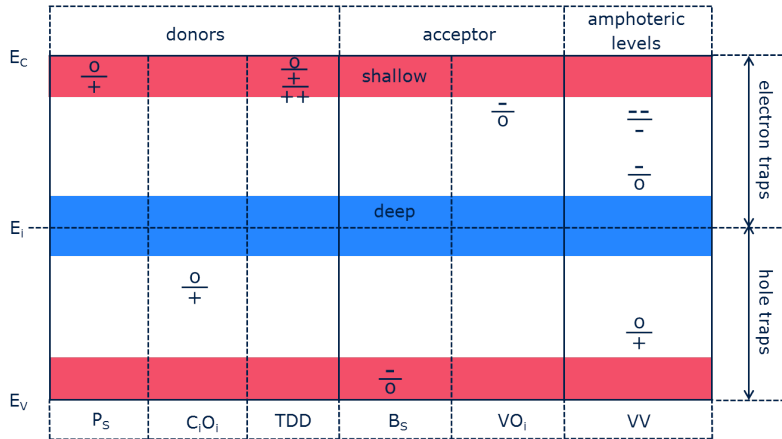 donors
acceptor
amphoteric
levels
E_C
o
+
o
+
++
shallow
-
o
--
-
-
o
electron traps
deep
E_i
o
+
hole traps
o
+
-
o
E_V
P_S
C_iO_i
TDD
B_S
VO_i
VV